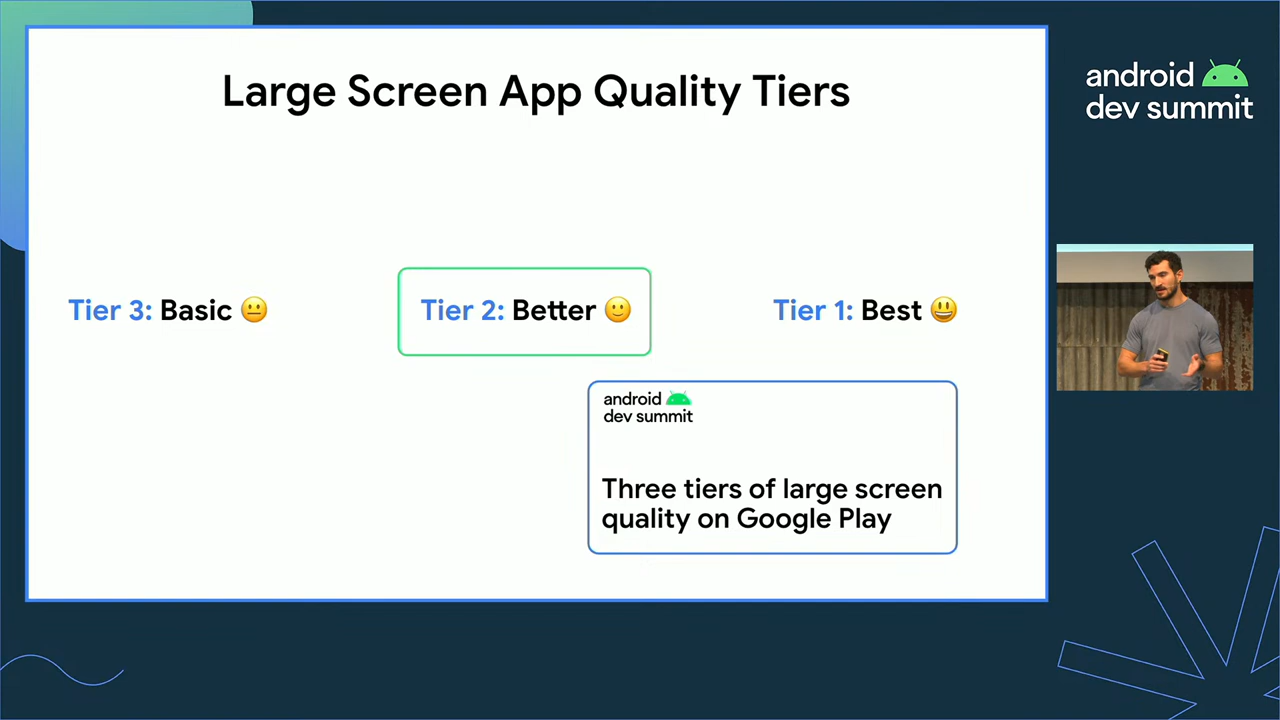 Large Screen App Quality Tiers
android
dev summit
Tier 3: Basic 😐
Tier 2: Better 🙂
Tier 1: Best 😃
android
dev summit
Three tiers of large screen
quality on Google Play